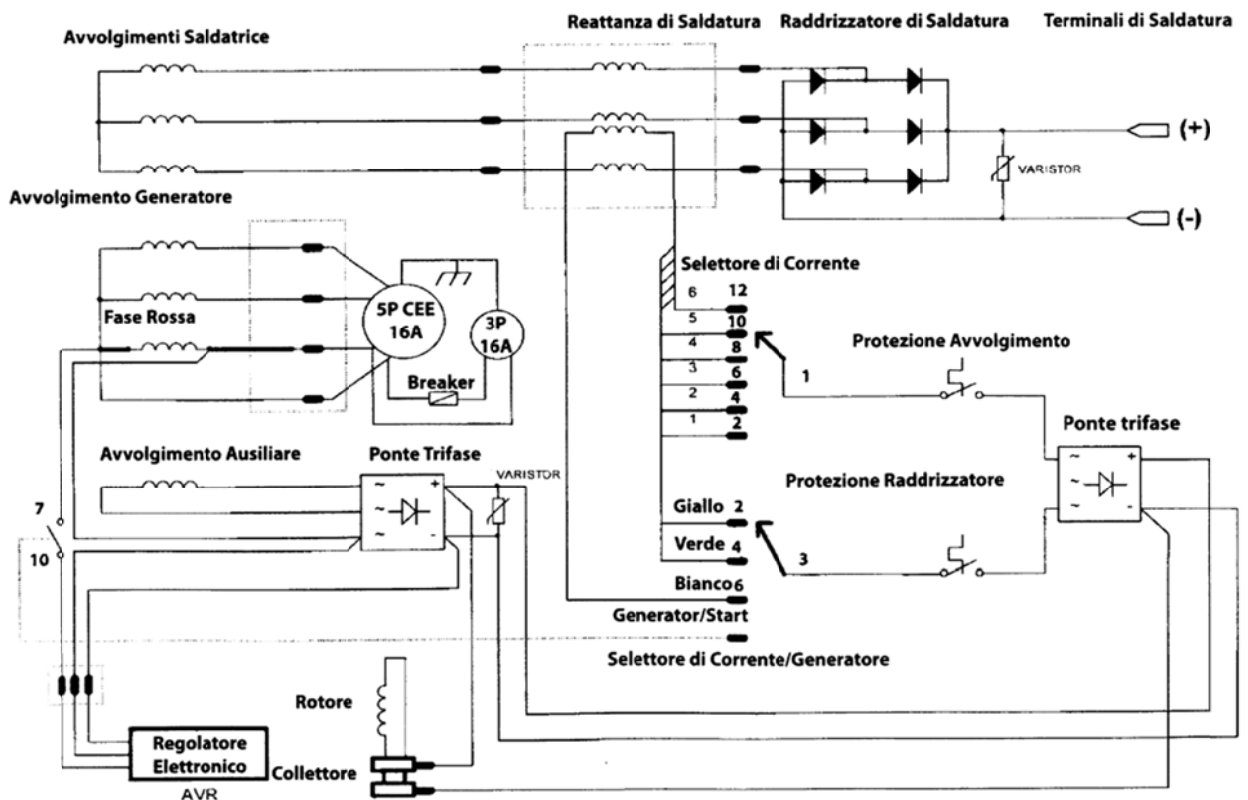 Avvolgimenti Saldatrice
Reattanza di Saldatura
Raddrizzatore di Saldatura
Terminali di Saldatura
(+)
VARISTOR
(-)
Avvolgimento Generatore
Fase Rossa
5P CEE
16A
3P
16A
Breaker
Selettore di Corrente
6
12
5
10
4
8
3
6
2
4
1
2
1
Protezione Avvolgimento
Ponte trifase
~
~
~
+
-
Avvolgimento Ausiliare
Ponte Trifase
~
~
~
+
-
VARISTOR
Protezione Raddrizzatore
7
10
Giallo 2
Verde 4
3
Bianco 6
Generator/Start
Selettore di Corrente/Generatore
Rotore
Collettore
Regolatore
Elettronico
AVR